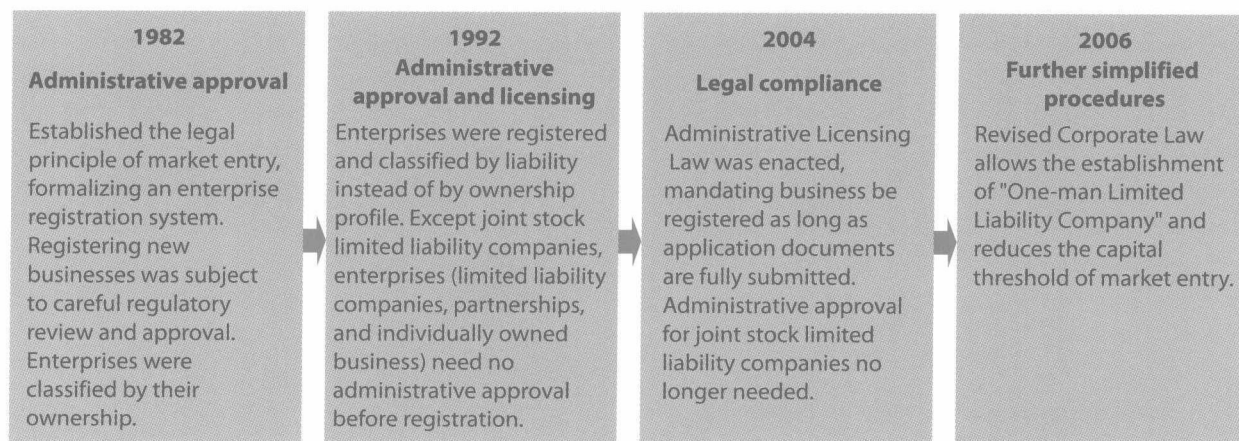 1982
Administrative approval
Established the legal
principle of market entry,
formalizing an enterprise
registration system.
Registering new
businesses was subject
to careful regulatory
review and approval.
Enterprises were
classified by their
ownership.
1992
Administrative
approval and licensing
Enterprises were registered
and classified by liability
instead of by ownership
profile. Except joint stock
limited liability companies,
enterprises (limited liability
companies, partnerships,
and individually owned
business) need no
administrative approval
before registration.
2004
Legal compliance
Administrative Licensing
Law was enacted,
mandating business be
registered as long as
application documents
are fully submitted.
Administrative approval
for joint stock limited
liability companies no
longer needed.
2006
Further simplified
procedures
Revised Corporate Law
allows the establishment
of "One-man Limited
Liability Company" and
reduces the capital
threshold of market entry.